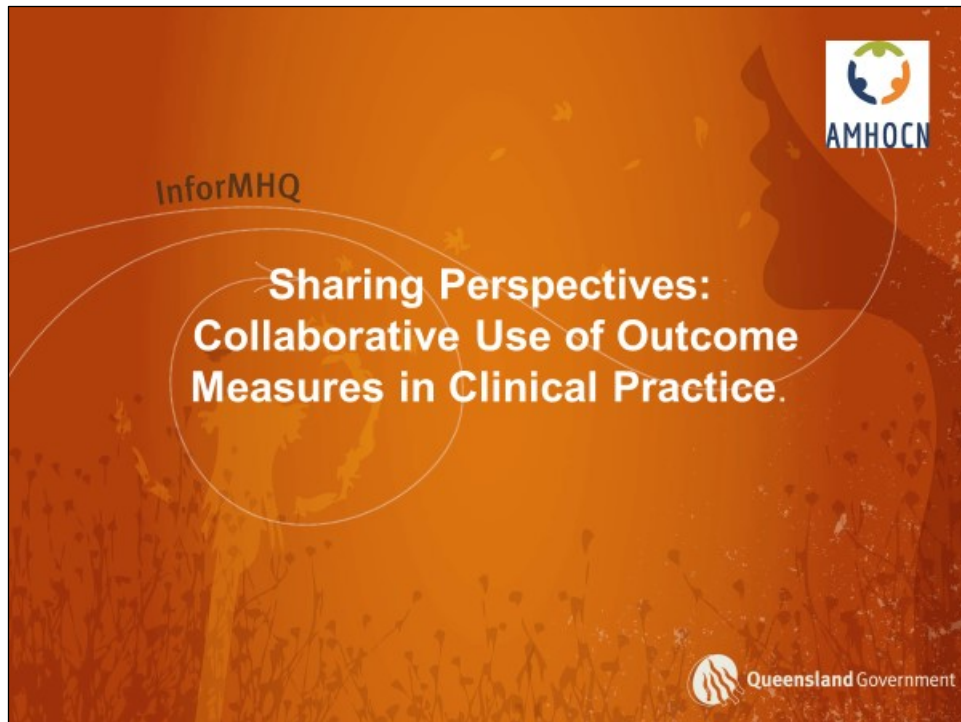 AMHOCN
InforMHQ
Sharing Perspectives:
Collaborative Use of Outcome
Measures in Clinical Practice.
Queensland Government